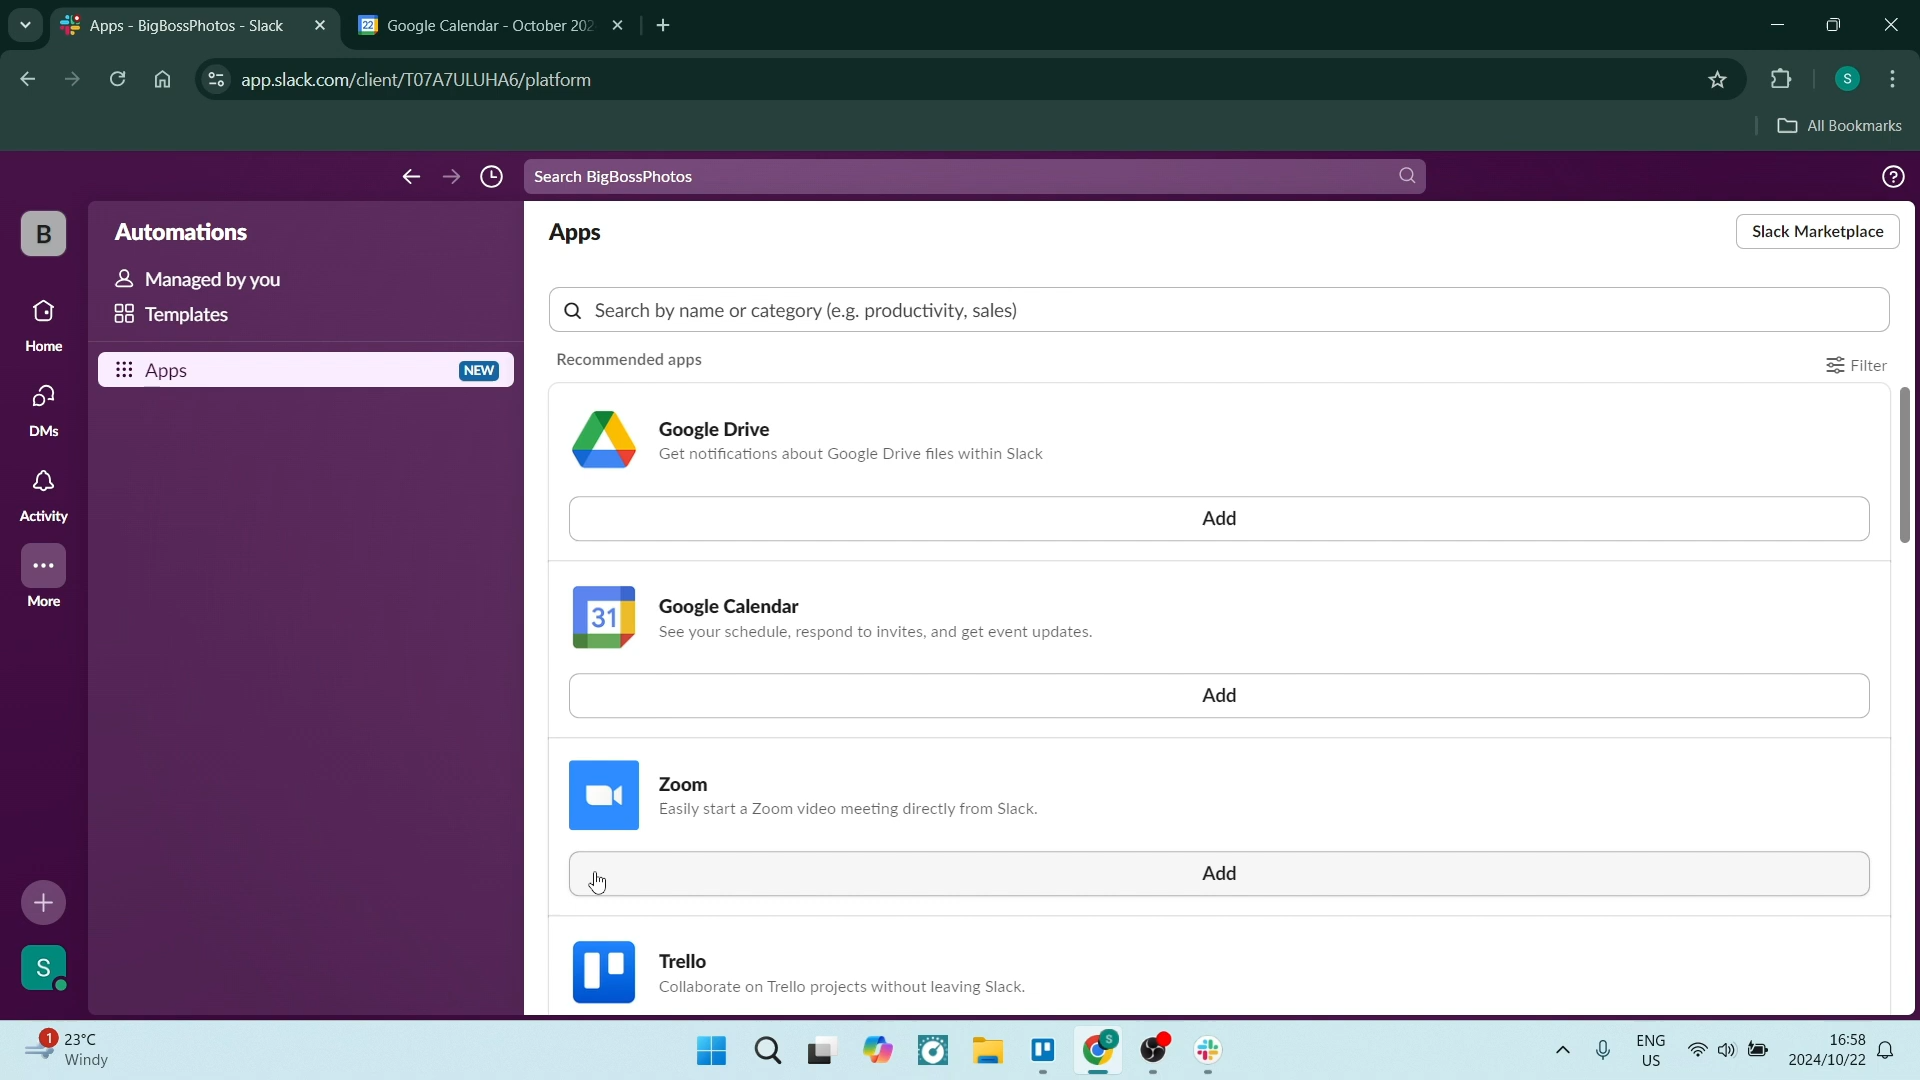 Apps - BigBossPhotos - Slack
Google Calendar - October 202
app.slack.com/client/T07A7ULUHA6/platform
S
All Bookmarks
Search BigBossPhotos
B
Automations
Apps
Slack Marketplace
Managed by you
Templates
Search by name or category (e.g. productivity, sales)
Home
Apps
NEW
Recommended apps
Filter
DMs
Google Drive
Get notifications about Google Drive files within Slack
Activity
Add
More
31
Google Calendar
See your schedule, respond to invites, and get event updates.
Add
Zoom
Easily start a Zoom video meeting directly from Slack.
Add
S
Trello
Collaborate on Trello projects without leaving Slack.
1
23°C
Windy
S
ENG
US
16:58
2024/10/22